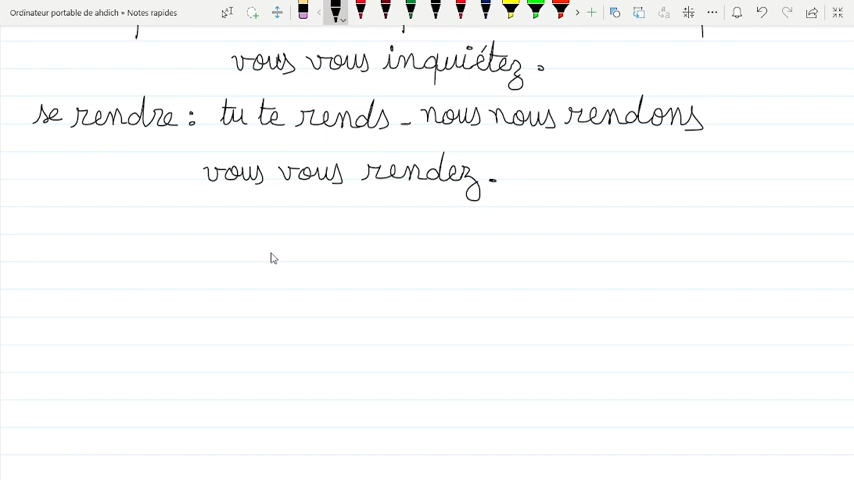 Ordinateur portable de ahdich » Notes rapides
vous vous inquiétez.
se rendre : tu te rends - nous nous rendons
vous vous rendez.